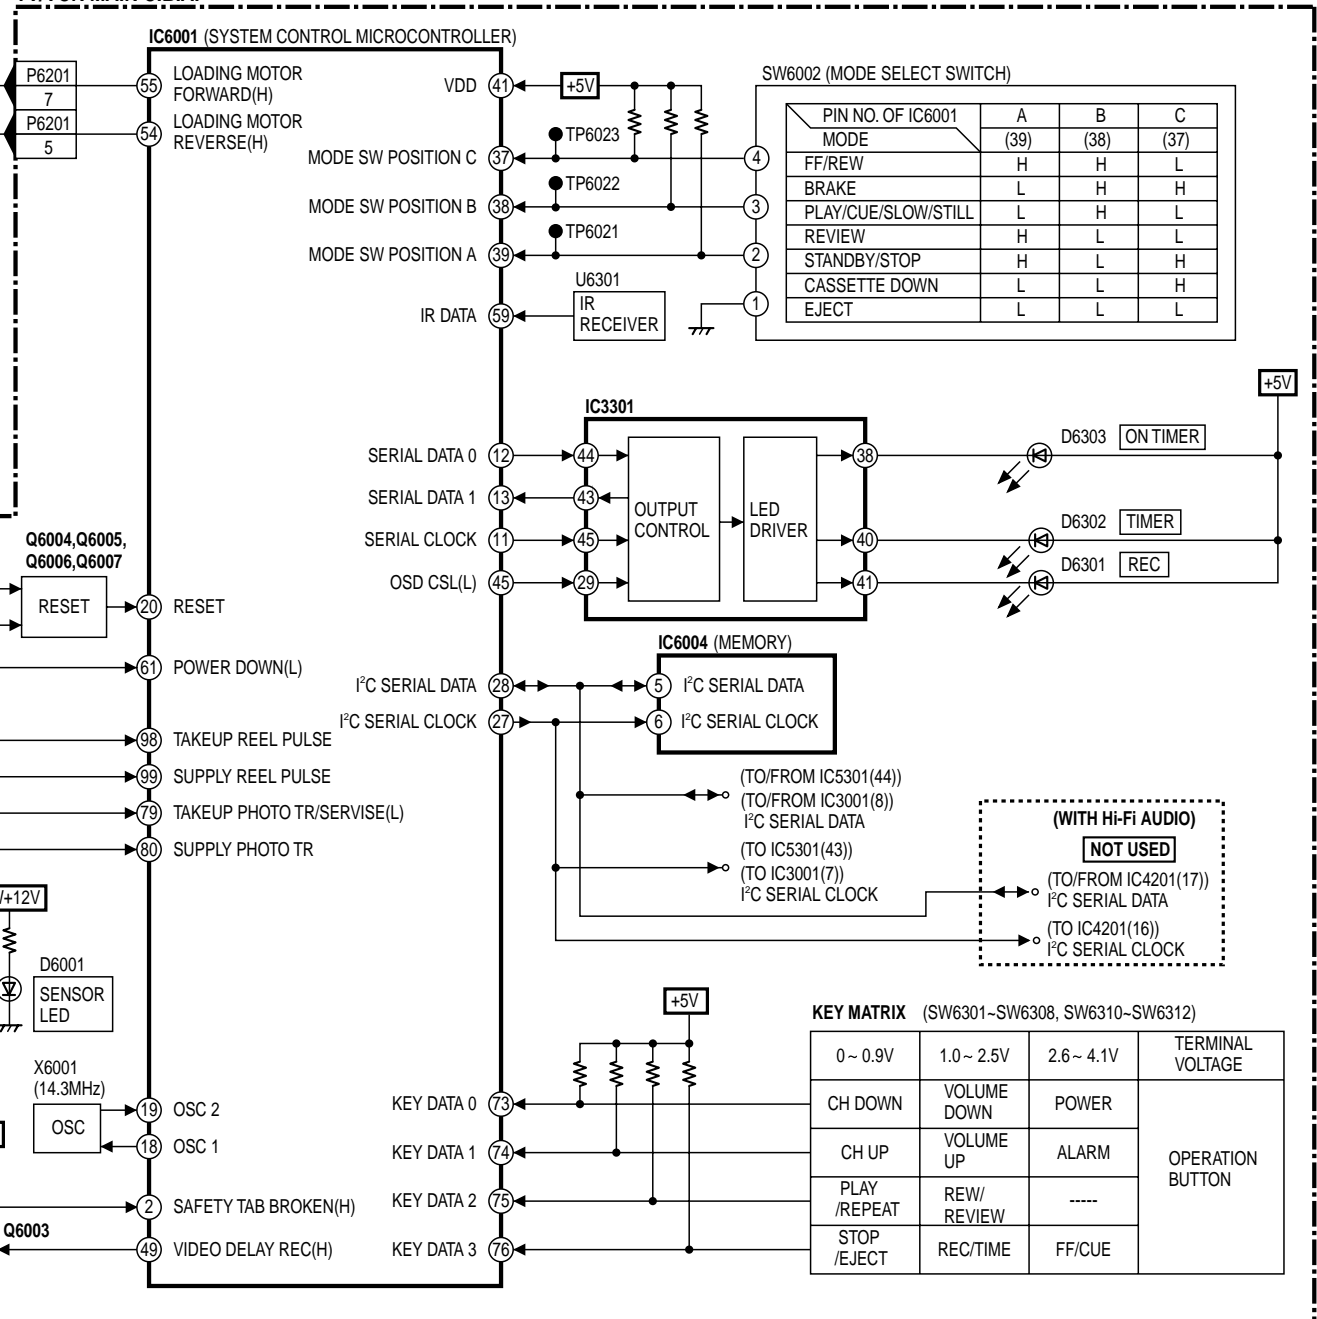 IC6001 (SYSTEM CONTROL MICROCONTROLLER)
P6201
7
P6201
5
55 LOADING MOTOR
FORWARD(H)
54 LOADING MOTOR
REVERSE(H)
VDD 41
+5V
TP6023
MODE SW POSITION C 37
TP6022
MODE SW POSITION B 38
TP6021
MODE SW POSITION A 39
4
3
2
1
U6301
IR DATA 59
IR
RECEIVER
SW6002 (MODE SELECT SWITCH)
PIN NO. OF IC6001 A B C
MODE (39) (38) (37)
FF/REW H H L
BRAKE L H H
PLAY/CUE/SLOW/STILL L H L
REVIEW H L L
STANDBY/STOP H L H
CASSETTE DOWN L L H
EJECT L L L
+5V
IC3301
SERIAL DATA 0 12 44
SERIAL DATA 1 13 43
SERIAL CLOCK 11 45
OSD CSL(L) 45 29
OUTPUT
CONTROL
LED
DRIVER
38
40
41
D6303 ON TIMER
D6302 TIMER
D6301 REC
Q6004,Q6005,
Q6006,Q6007
RESET
20 RESET
61 POWER DOWN(L)
98 TAKEUP REEL PULSE
99 SUPPLY REEL PULSE
79 TAKEUP PHOTO TR/SERVISE(L)
80 SUPPLY PHOTO TR
IC6004 (MEMORY)
I²C SERIAL DATA 28
5 I²C SERIAL DATA
I²C SERIAL CLOCK 27
6 I²C SERIAL CLOCK
(TO/FROM IC5301(44))
(TO/FROM IC3001(8))
I²C SERIAL DATA
(TO IC5301(43))
(TO IC3001(7))
I²C SERIAL CLOCK
(WITH Hi-Fi AUDIO)
NOT USED
(TO/FROM IC4201(17))
I²C SERIAL DATA
(TO IC4201(16))
I²C SERIAL CLOCK
+12V
D6001
SENSOR
LED
X6001
(14.3MHz)
OSC
19 OSC 2
18 OSC 1
2 SAFETY TAB BROKEN(H)
Q6003
49 VIDEO DELAY REC(H)
+5V
KEY DATA 0 73
KEY DATA 1 74
KEY DATA 2 75
KEY DATA 3 76
KEY MATRIX (SW6301~SW6308, SW6310~SW6312)
0 ~ 0.9V 1.0 ~ 2.5V 2.6 ~ 4.1V TERMINAL
VOLTAGE
CH DOWN VOLUME
DOWN POWER
CH UP VOLUME
UP ALARM
PLAY
/REPEAT REW/
REVIEW -----
STOP
/EJECT REC/TIME FF/CUE
OPERATION
BUTTON